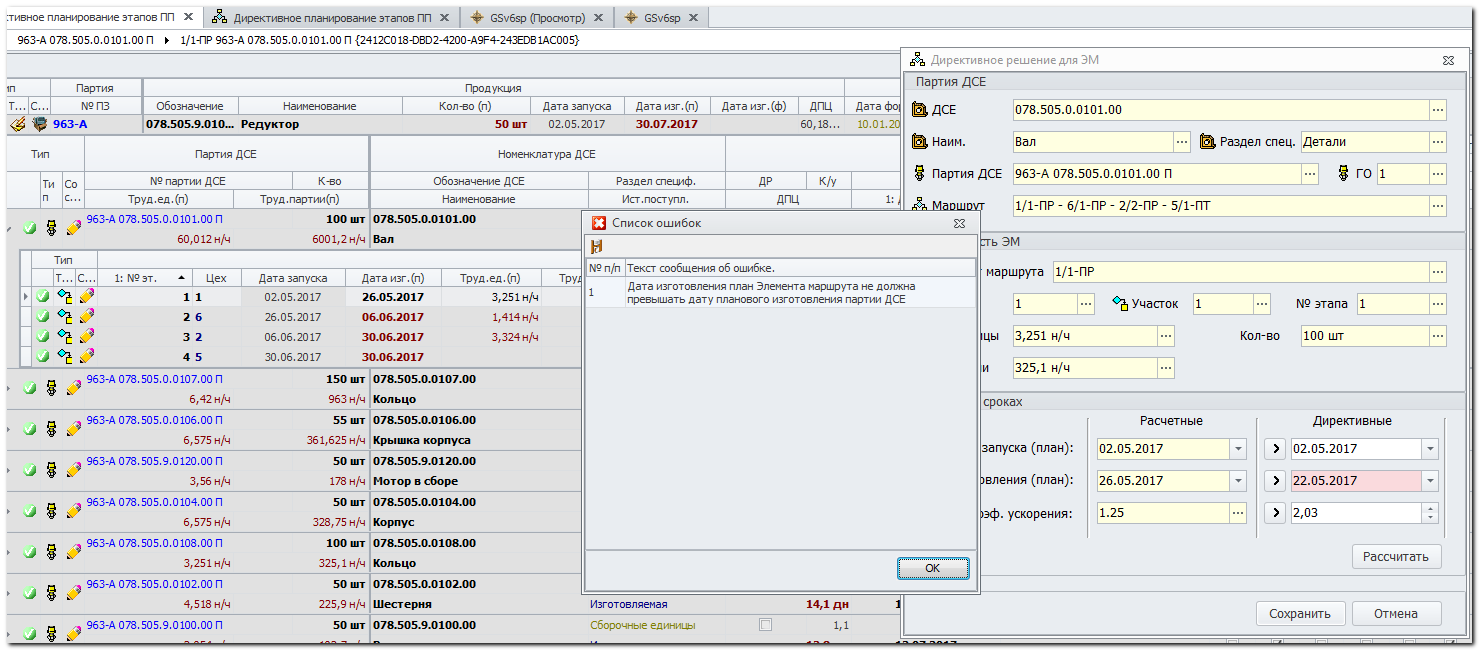 ктивное планирование этапов ПП
Директивное планирование этапов ПП
GSv6sp (Просмотр)
GSv6sp
963-А 078.505.0.0101.00 П
1/1-ПР 963-А 078.505.0.0101.00 П {2412C018-DBD2-4200-A9F4-243EDB1AC005}
ип Партия Продукция
Т... С... № ПЗ Обозначение Наименование Кол-во (п) Дата запуска Дата изг.(п) Дата изг.(ф) ДПЦ Дата фор
963-А 078.505.9.010... Редуктор 50 шт 02.05.2017 30.07.2017 60,18... 10.01.20
Тип Партия ДСЕ Номенклатура ДСЕ
Ти п Со с... № партии ДСЕ К-во Обозначение ДСЕ Раздел специф. ДР К/у
Труд.ед.(п) Труд.партии(п) Наименование Ист.поступл. ДПЦ 1: Д
963-А 078.505.0.0101.00 П 100 шт 078.505.0.0101.00
60,012 н/ч 6001,2 н/ч Вал
Тип
Т... С... 1: № эт. Цех Дата запуска Дата изг.(п) Труд.ед.(п) Труд
1 1 02.05.2017 26.05.2017 3,251 н/ч
2 6 26.05.2017 06.06.2017 1,414 н/ч
3 2 06.06.2017 30.06.2017 3,324 н/ч
4 5 30.06.2017 30.06.2017
963-А 078.505.0.0107.00 П 150 шт 078.505.0.0107.00
6,42 н/ч 963 н/ч Кольцо
963-А 078.505.0.0106.00 П 55 шт 078.505.0.0106.00
6,575 н/ч 361,625 н/ч Крышка корпуса
963-А 078.505.9.0120.00 П 50 шт 078.505.9.0120.00
3,56 н/ч 178 н/ч Мотор в сборе
963-А 078.505.0.0104.00 П 50 шт 078.505.0.0104.00
6,575 н/ч 328,75 н/ч Корпус
963-А 078.505.0.0108.00 П 100 шт 078.505.0.0108.00
3,251 н/ч 325,1 н/ч Кольцо
963-А 078.505.0.0102.00 П 50 шт 078.505.0.0102.00
4,518 н/ч 225,9 н/ч Шестерня Изготовляемая 14,1 дн 1
963-А 078.505.9.0100.00 П 50 шт 078.505.9.0100.00 Сборочные единицы 1,1
Список ошибок
№ п/п Текст сообщения об ошибке.
1 Дата изготовления план Элемента маршрута не должна
превышать дату планового изготовления партии ДСЕ
OK
Директивное решение для ЭМ
Партия ДСЕ
ДСЕ 078.505.0.0101.00
Наим. Вал Раздел спец. Детали
Партия ДСЕ 963-А 078.505.0.0101.00 П ГО 1
Маршрут 1/1-ПР - 6/1-ПР - 2/2-ПР - 5/1-ПТ
сть ЭМ
маршрута 1/1-ПР
1 Участок 1 № этапа 1
цы 3,251 н/ч Кол-во 100 шт
и 325,1 н/ч
сроках
Расчетные Директивные
запуска (план): 02.05.2017 02.05.2017
овления (план): 26.05.2017 22.05.2017
оэф. ускорения: 1.25 2,03
Рассчитать
Сохранить Отмена